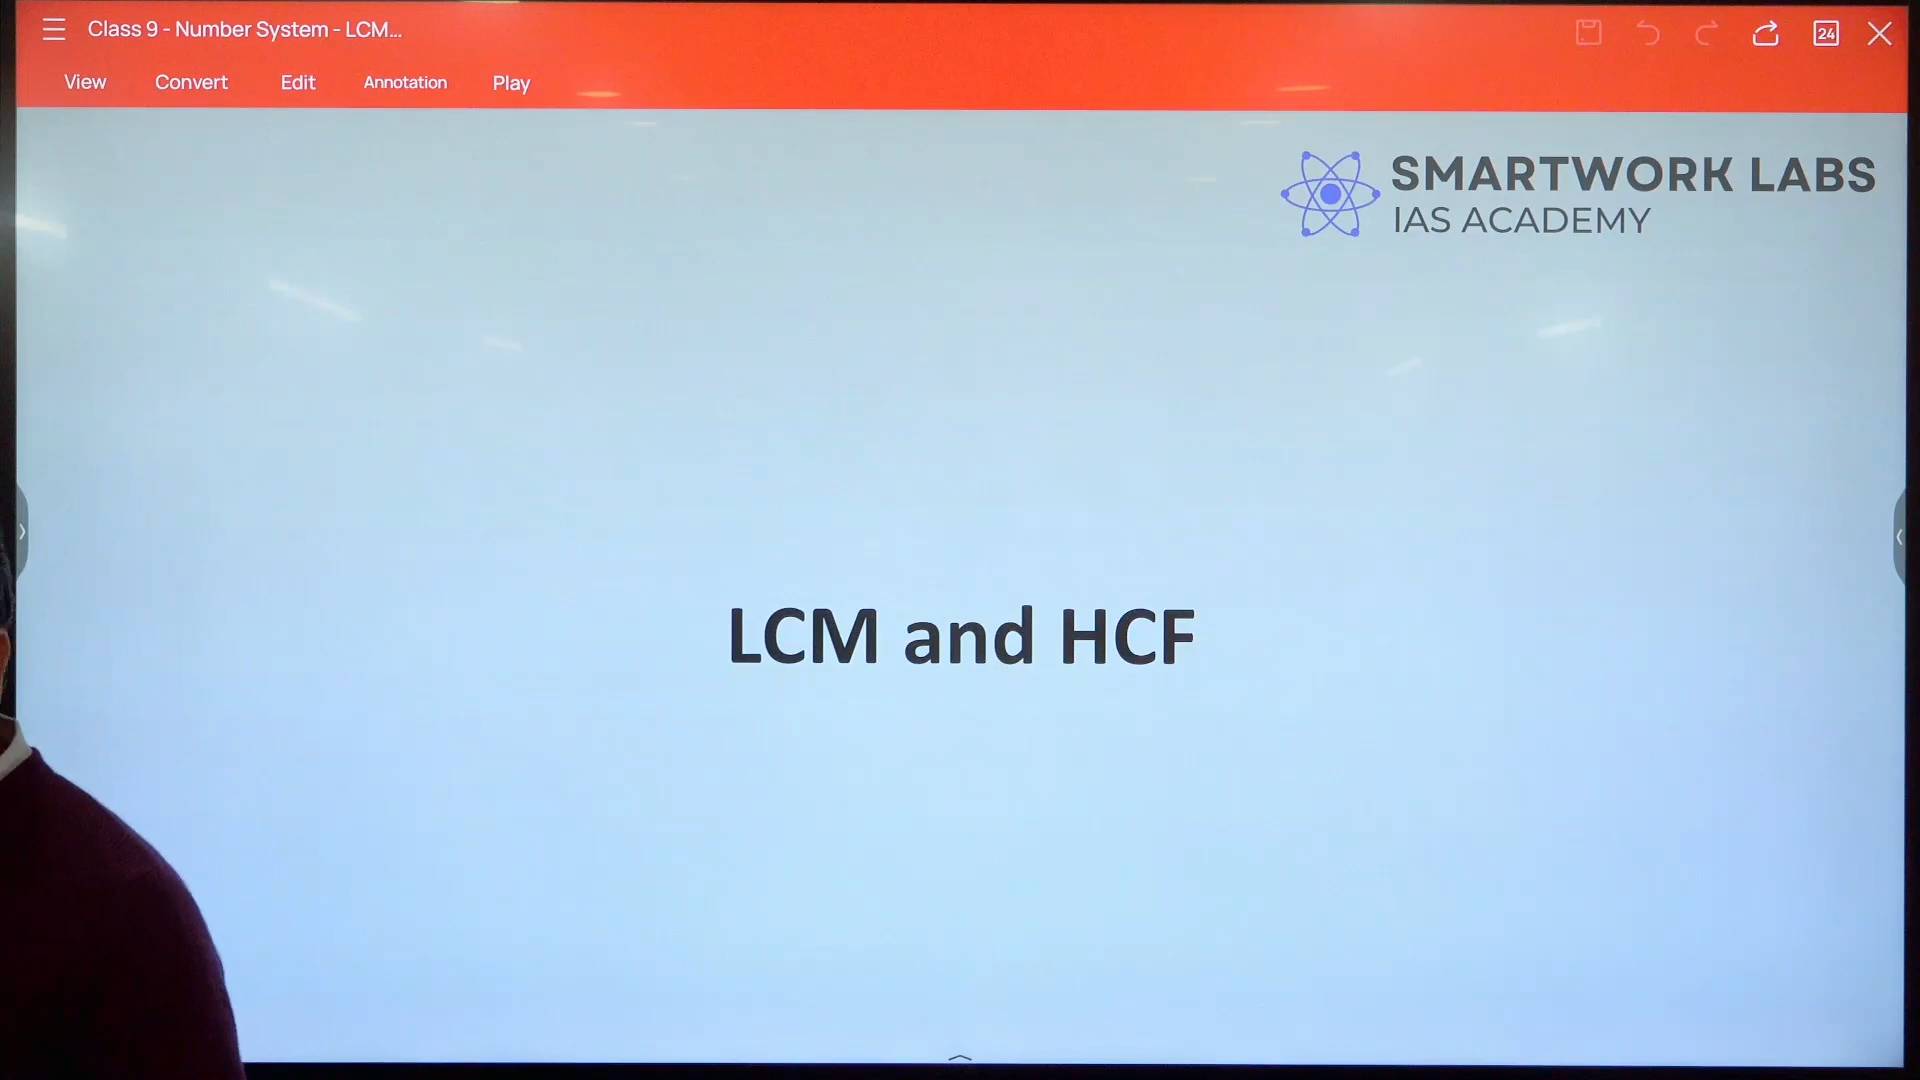 Class 9 - Number System - LCM...
24
View Convert Edit Annotation Play
SMARTWORK LABS
IAS ACADEMY
LCM and HCF